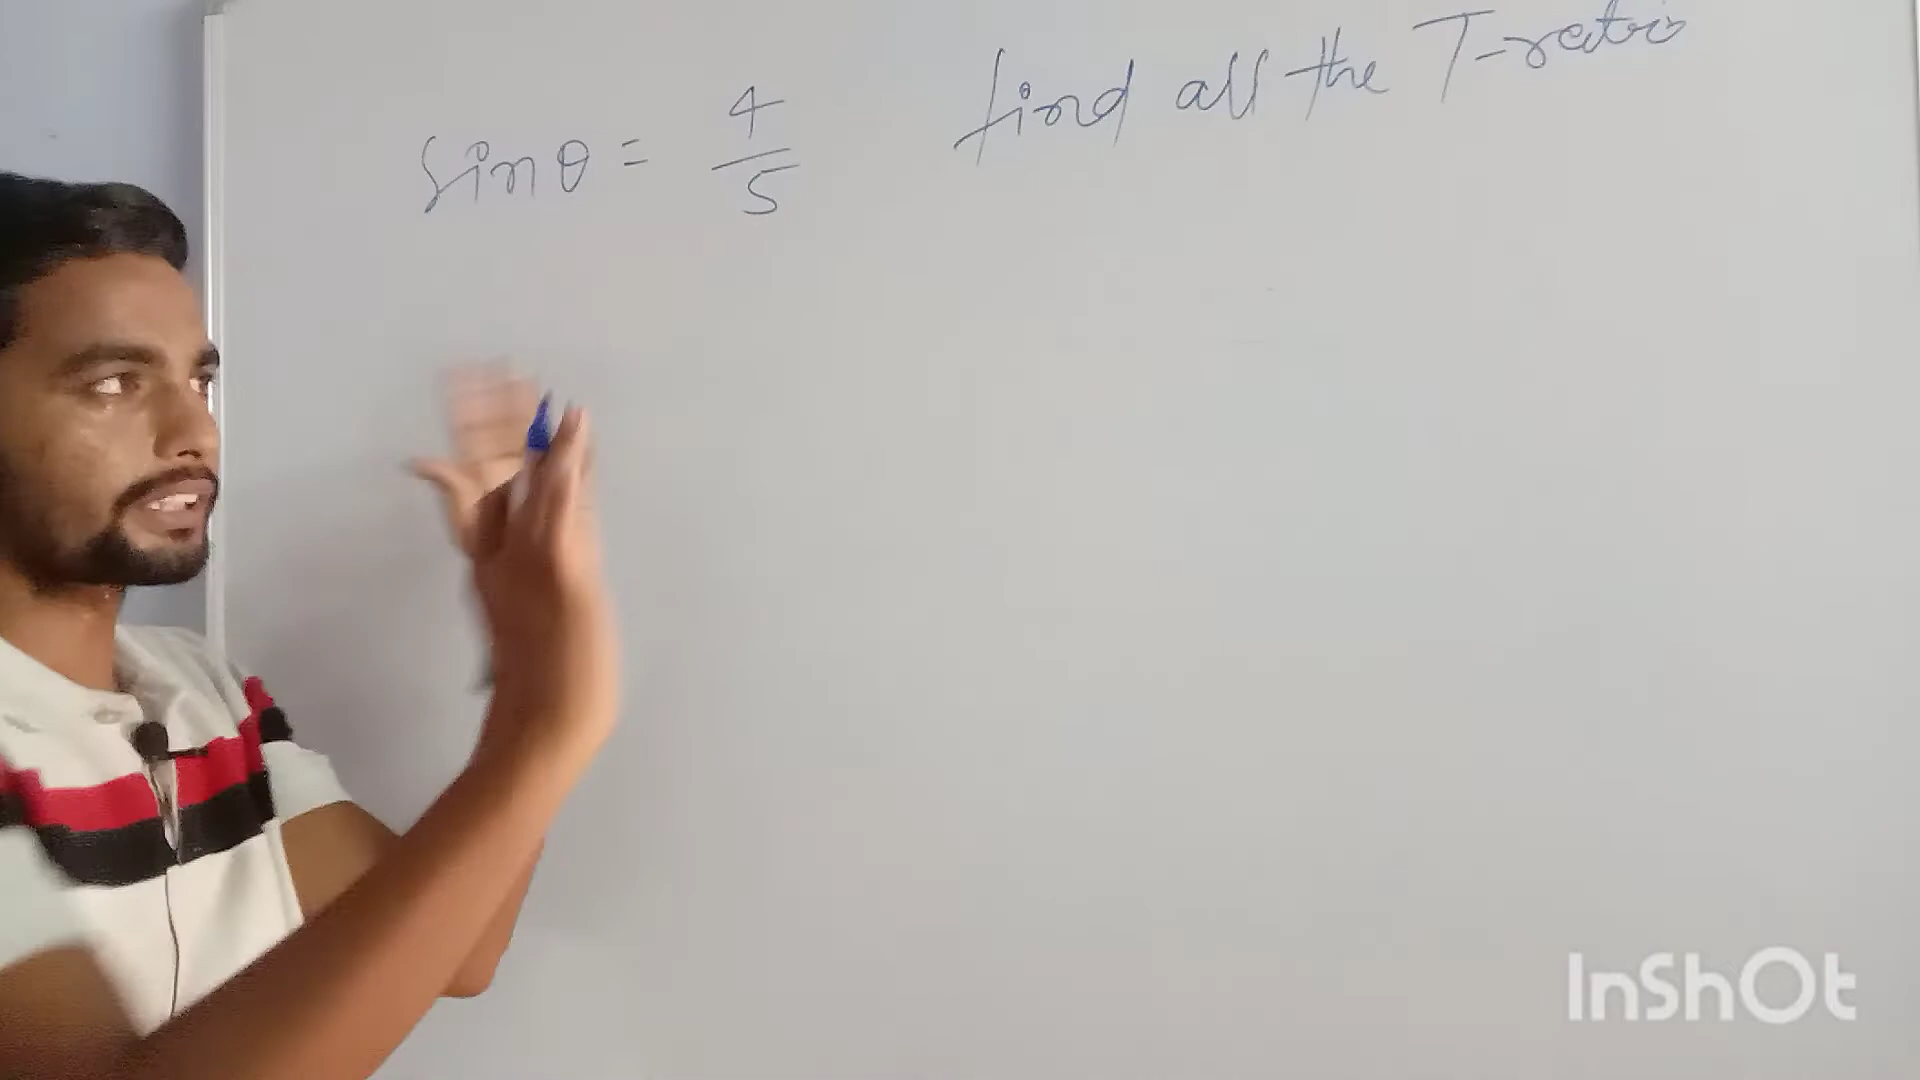 sin θ = 4/5 find all the T-ratio
InShOt